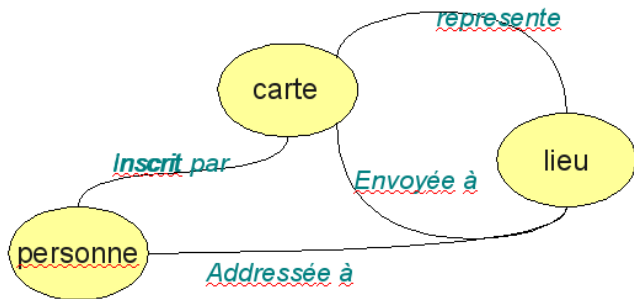 represente
carte
lieu
Inscrit par
Envoyée à
personne
Addressée à